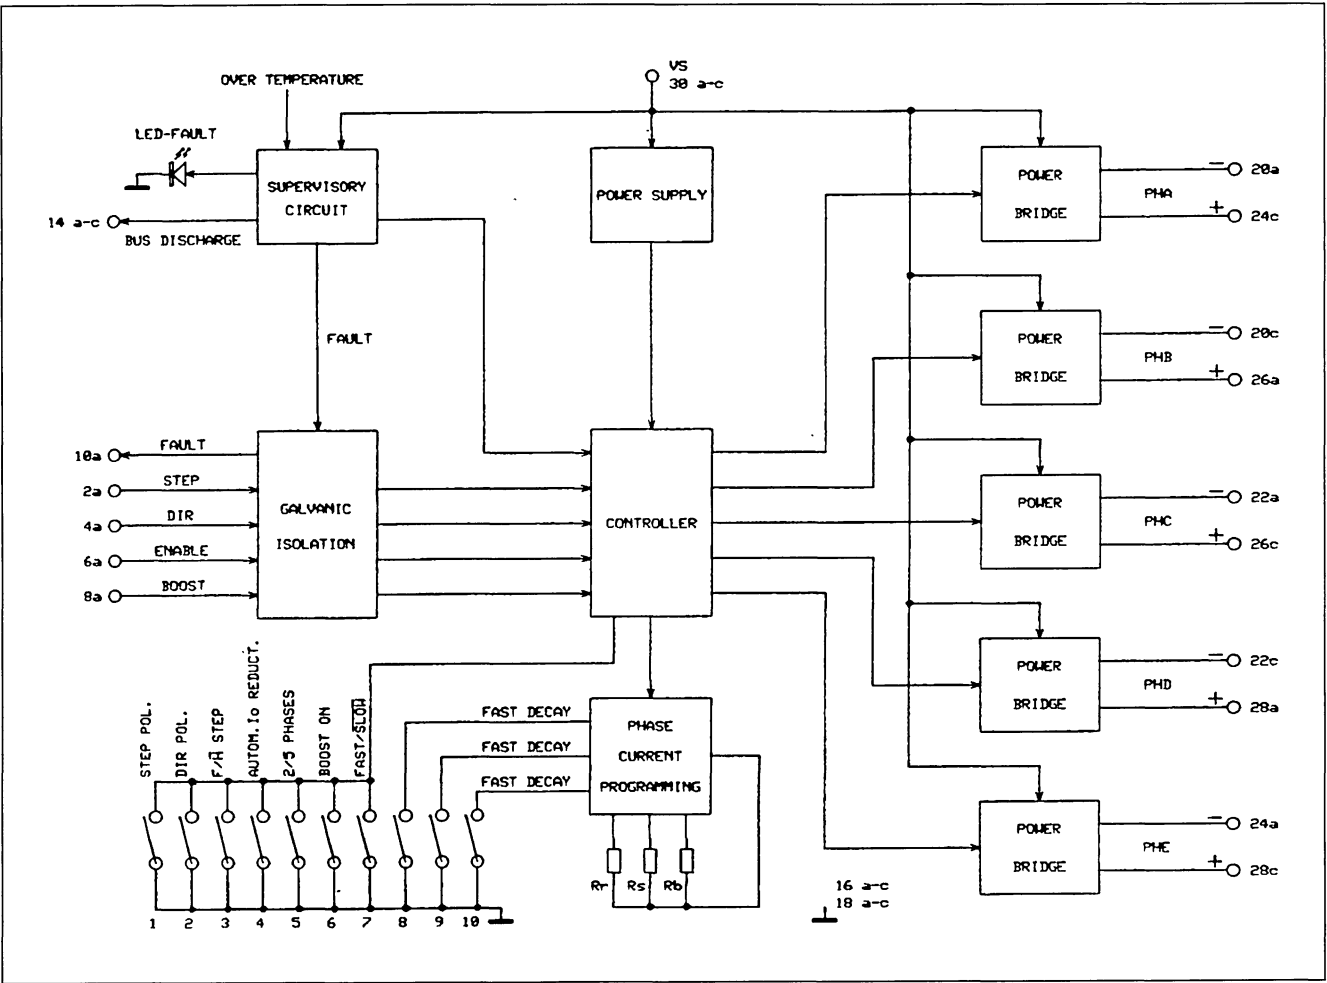 VS
30 a-c
OVER TEMPERATURE
LED-FAULT
SUPERVISORY
CIRCUIT
14 a-c
BUS DISCHARGE
POWER SUPPLY
POWER
BRIDGE
PHA
− 20a
+ 24c
FAULT
POWER
BRIDGE
PHB
− 20c
+ 26a
10a FAULT
2a STEP
4a DIR
6a ENABLE
8a BOOST
GALVANIC
ISOLATION
CONTROLLER
POWER
BRIDGE
PHC
− 22a
+ 26c
POWER
BRIDGE
PHD
− 22c
+ 28a
STEP POL.
DIR POL.
F/H̅ STEP
AUTOM. Io REDUCT.
2/5 PHASES
BOOST ON
FAST/S̅L̅O̅W̅
FAST DECAY
FAST DECAY
FAST DECAY
PHASE
CURRENT
PROGRAMMING
Rr Rs Rb
POWER
BRIDGE
PHE
− 24a
+ 28c
16 a-c
18 a-c
1 2 3 4 5 6 7 8 9 10